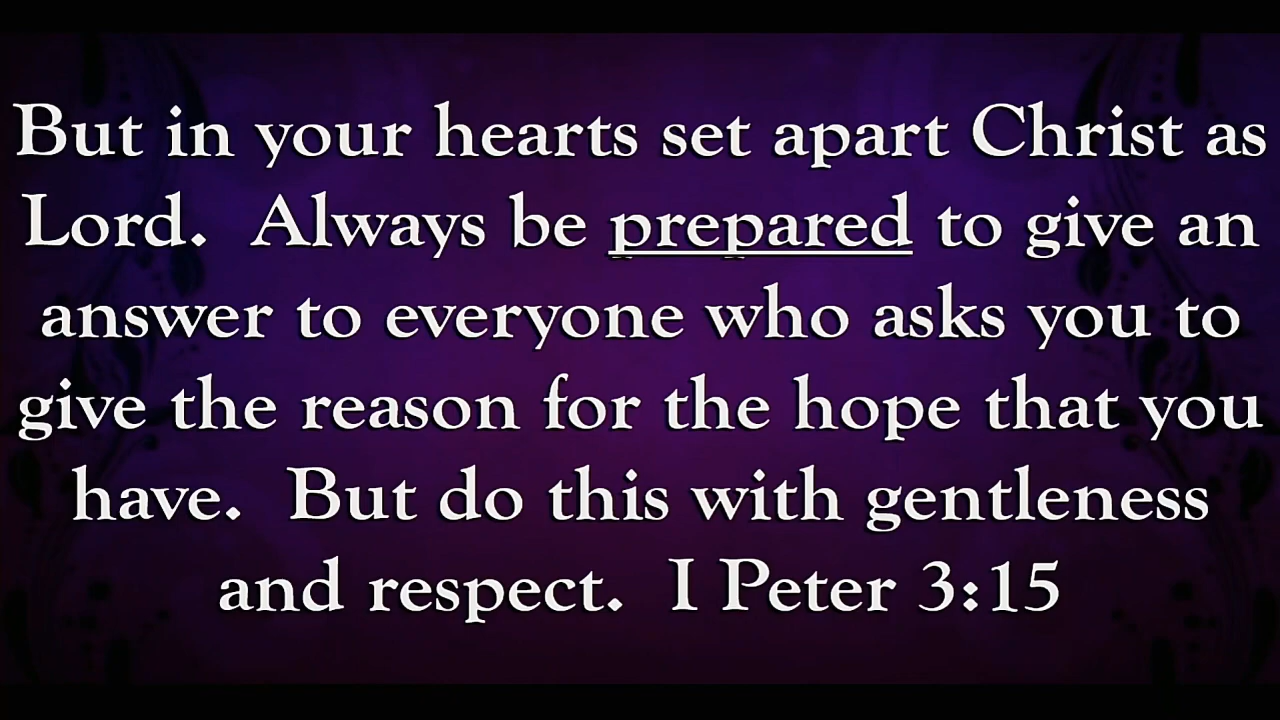 But in your hearts set apart Christ as
Lord.  Always be prepared to give an
answer to everyone who asks you to
give the reason for the hope that you
have.  But do this with gentleness
and respect.  I Peter 3:15